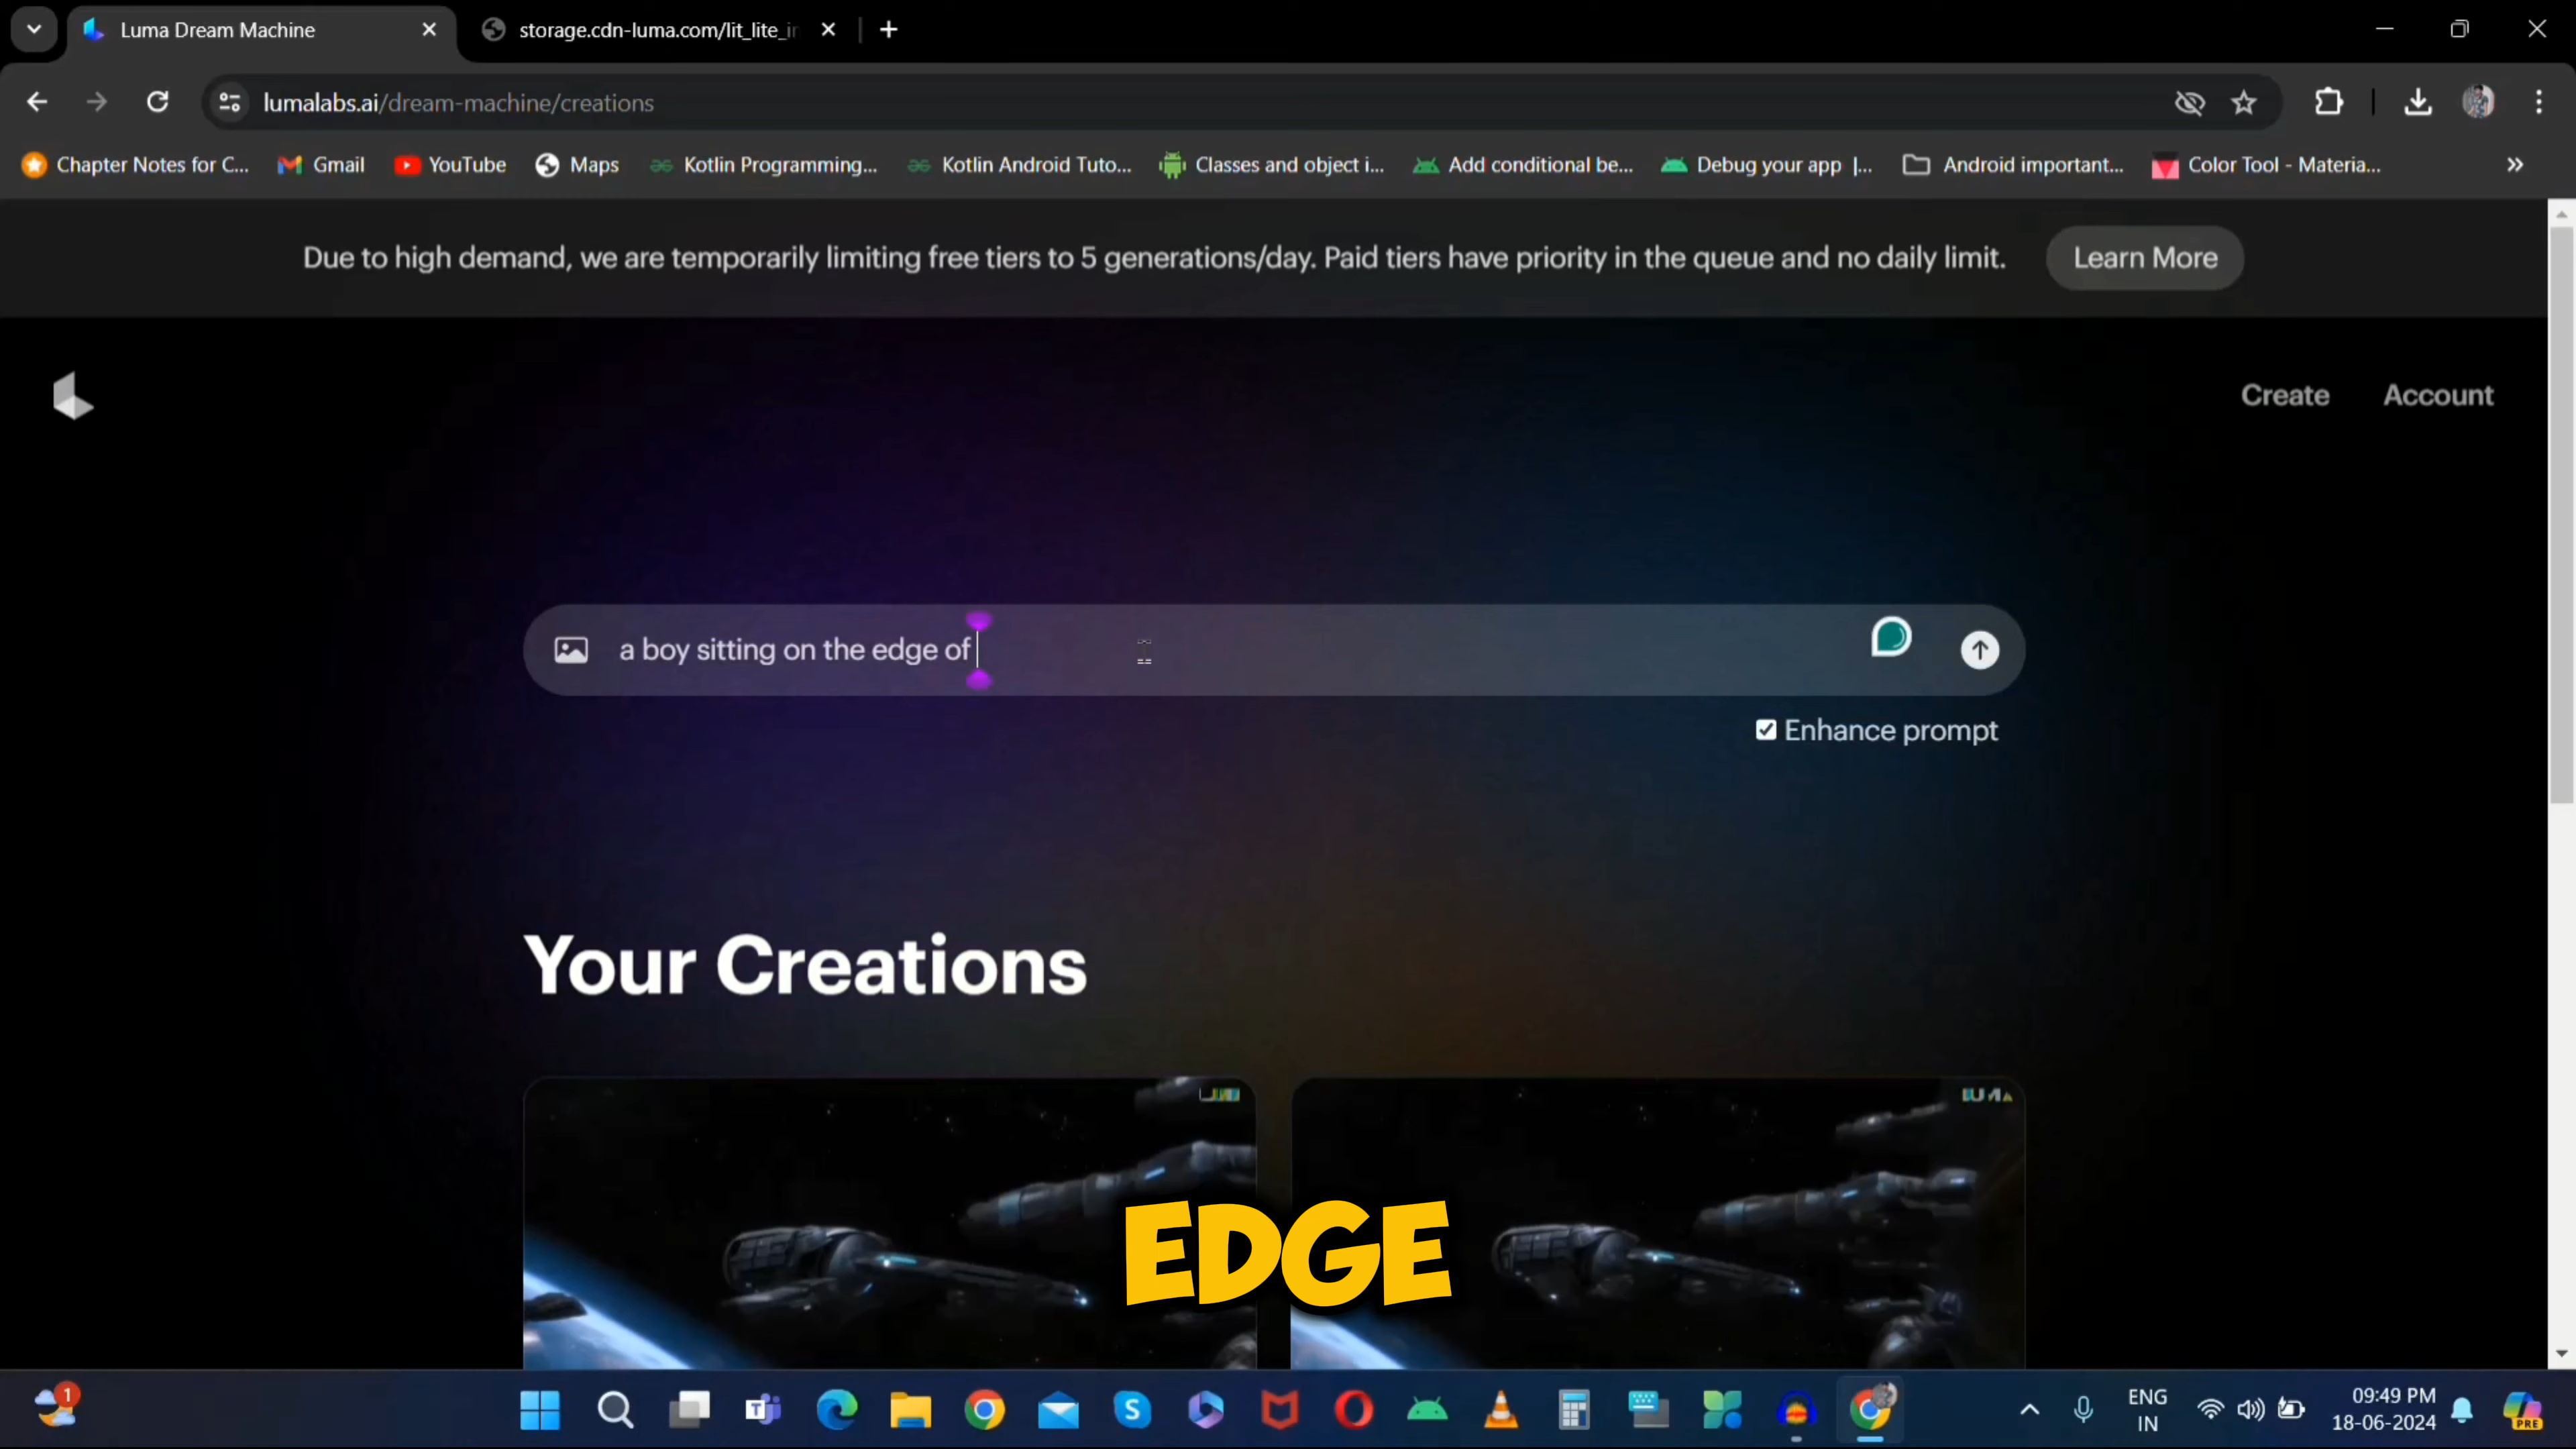 Luma Dream Machine
storage.cdn-luma.com/lit_lite_i
lumalabs.ai/dream-machine/creations
Chapter Notes for C...
Gmail
YouTube
Maps
Kotlin Programming...
Kotlin Android Tuto...
Classes and object i...
Add conditional be...
Debug your app |...
Android important...
Color Tool - Materia...
Due to high demand, we are temporarily limiting free tiers to 5 generations/day. Paid tiers have priority in the queue and no daily limit.
Learn More
Create
Account
a boy sitting on the edge of
Enhance prompt
Your Creations
LUMA
EDGE
1
ENG
IN
09:49 PM
18-06-2024
PRE